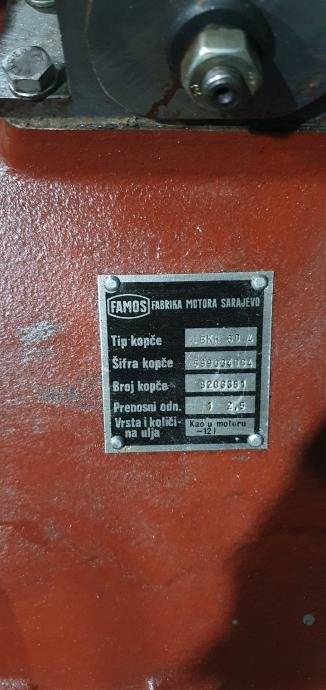 FAMOS FABRIKA MOTORA SARAJEVO
Tip kopče
Šifra kopče
Broj kopče
Prenosni odn. 1 2,5
Vrsta i količi- Kao u motoru
na ulja ~12 l